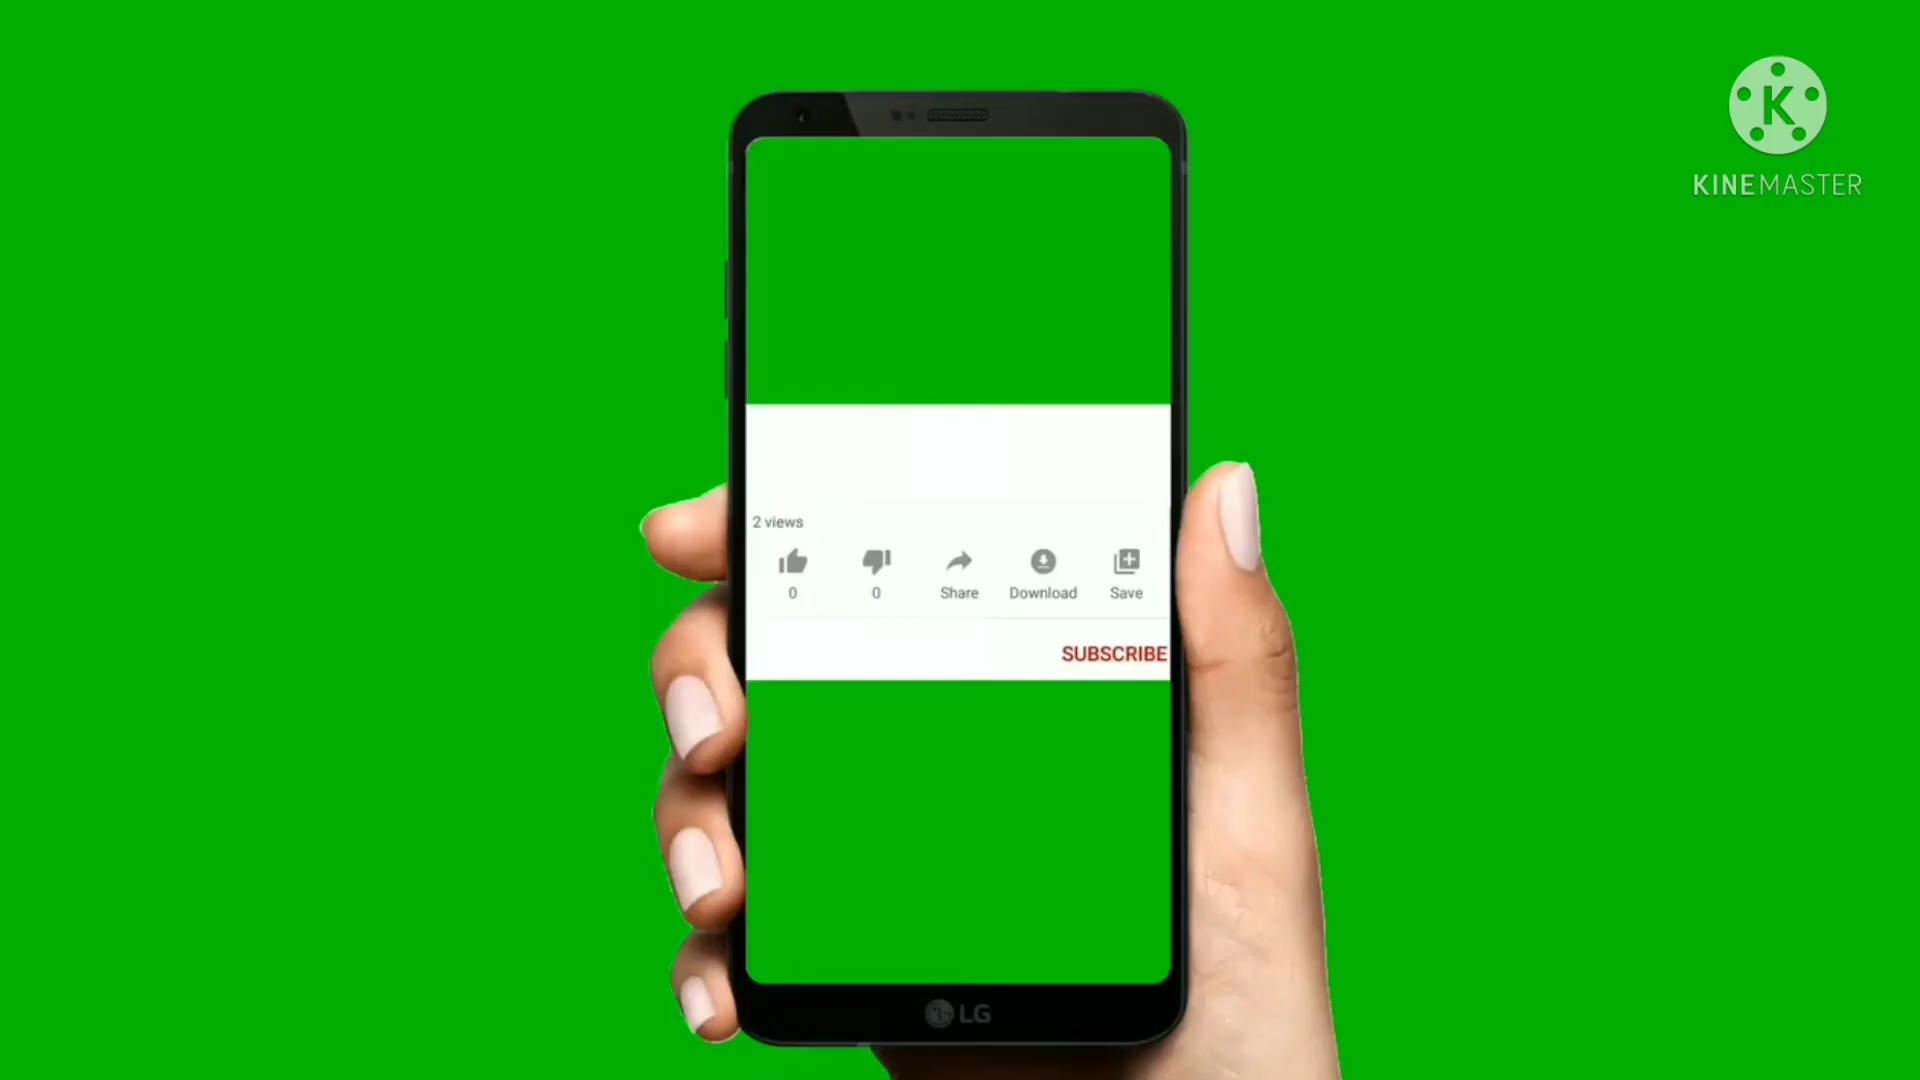 K
KINEMASTER
2 views
0 0 Share Download Save
SUBSCRIBE
LG